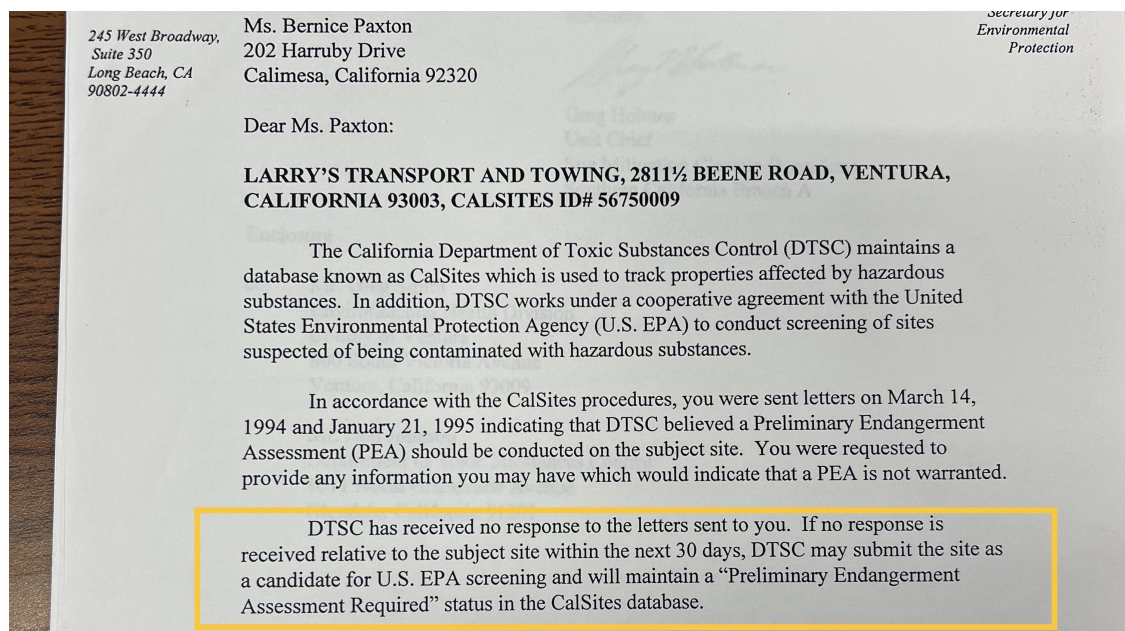 245 West Broadway,
Suite 350
Long Beach, CA
90802-4444
Ms. Bernice Paxton
202 Harruby Drive
Calimesa, California 92320
Secretary for
Environmental
Protection
Dear Ms. Paxton:
Greg Holmes
Unit Chief
LARRY'S TRANSPORT AND TOWING, 2811½ BEENE ROAD, VENTURA,
CALIFORNIA 93003, CALSITES ID# 56750009
Enclosure
The California Department of Toxic Substances Control (DTSC) maintains a
database known as CalSites which is used to track properties affected by hazardous
substances. In addition, DTSC works under a cooperative agreement with the United
States Environmental Protection Agency (U.S. EPA) to conduct screening of sites
suspected of being contaminated with hazardous substances.
In accordance with the CalSites procedures, you were sent letters on March 14,
1994 and January 21, 1995 indicating that DTSC believed a Preliminary Endangerment
Assessment (PEA) should be conducted on the subject site. You were requested to
provide any information you may have which would indicate that a PEA is not warranted.
DTSC has received no response to the letters sent to you. If no response is
received relative to the subject site within the next 30 days, DTSC may submit the site as
a candidate for U.S. EPA screening and will maintain a “Preliminary Endangerment
Assessment Required” status in the CalSites database.